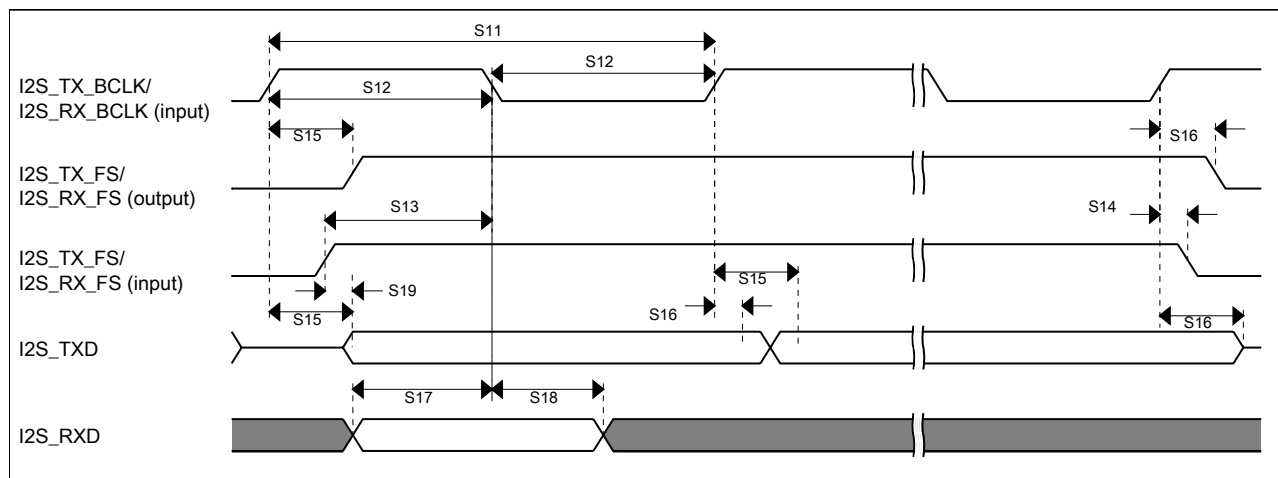 S11
S12
I2S_TX_BCLK/
I2S_RX_BCLK (input)
S12
S15
S16
I2S_TX_FS/
I2S_RX_FS (output)
S13
S14
I2S_TX_FS/
I2S_RX_FS (input)
S15
S19
S15
S16
S16
I2S_TXD
S17
S18
I2S_RXD